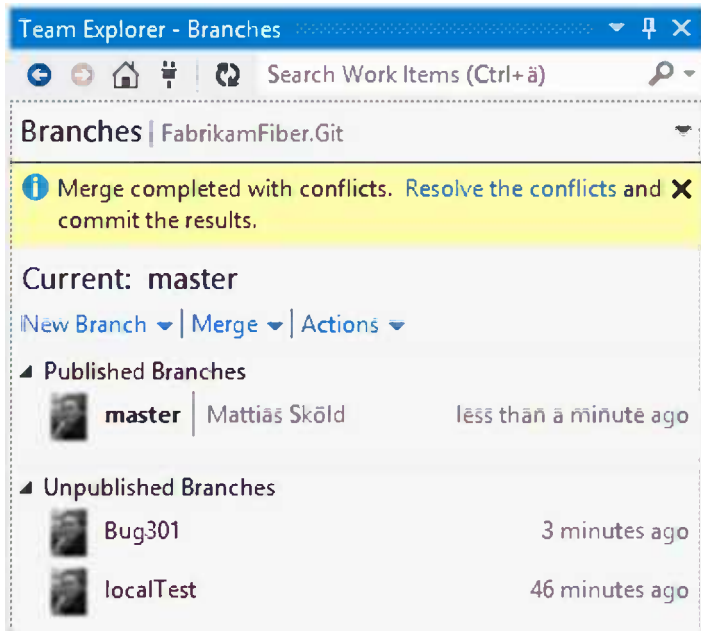 Team Explorer - Branches
Search Work Items (Ctrl+ä)
Branches | FabrikamFiber.Git
Merge completed with conflicts. Resolve the conflicts and
commit the results.
Current: master
New Branch | Merge | Actions
Published Branches
master | Mattias Sköld less than a minute ago
Unpublished Branches
Bug301 3 minutes ago
localTest 46 minutes ago